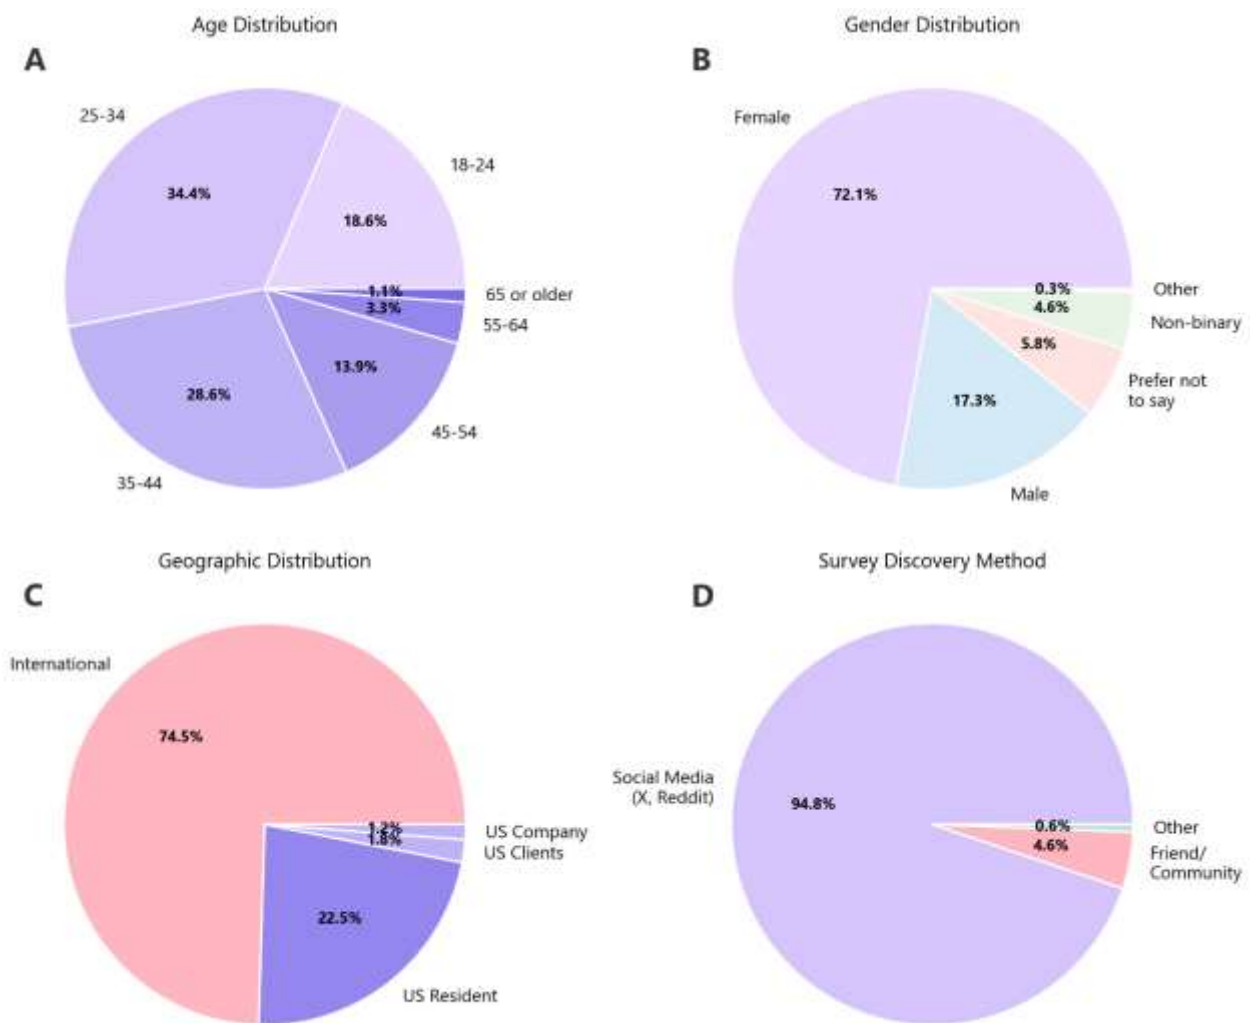 Age Distribution
A
25-34
34.4%
18-24
18.6%
1.1%
65 or older
3.3%
55-64
13.9%
45-54
28.6%
35-44
Gender Distribution
B
Female
72.1%
0.3%
Other
4.6%
Non-binary
5.8%
Prefer not
to say
17.3%
Male
Geographic Distribution
C
International
74.5%
1.2%
US Company
1.8%
US Clients
22.5%
US Resident
Survey Discovery Method
D
Social Media
(X, Reddit)
94.8%
0.6%
Other
4.6%
Friend/
Community